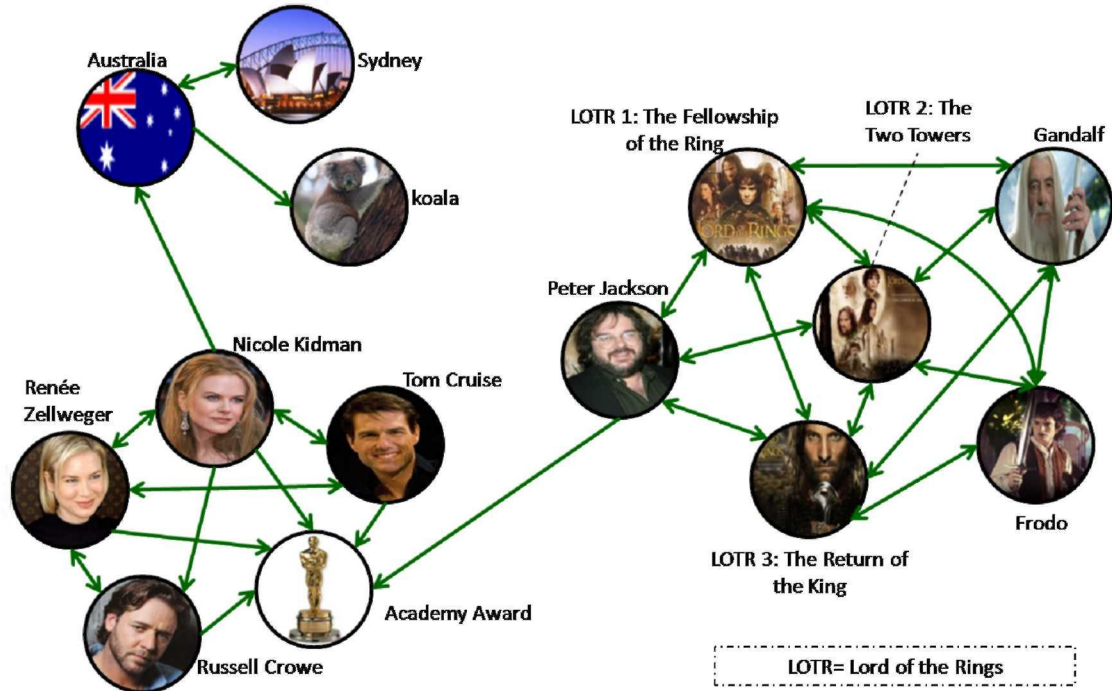 Australia
Sydney
koala
LOTR 1: The Fellowship
of the Ring
LOTR 2: The
Two Towers
Gandalf
Peter Jackson
Nicole Kidman
Tom Cruise
Renée
Zellweger
Frodo
LOTR 3: The Return of
the King
Academy Award
Russell Crowe
LOTR= Lord of the Rings